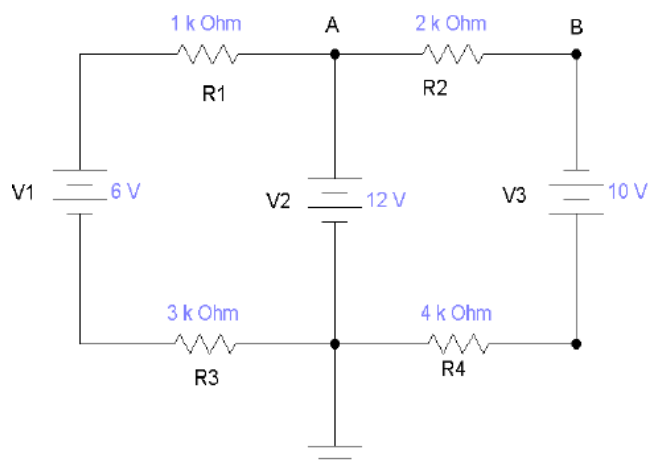 1 k Ohm
A
2 k Ohm
B
R1
R2
V1
6 V
V2
12 V
V3
10 V
3 k Ohm
4 k Ohm
R3
R4